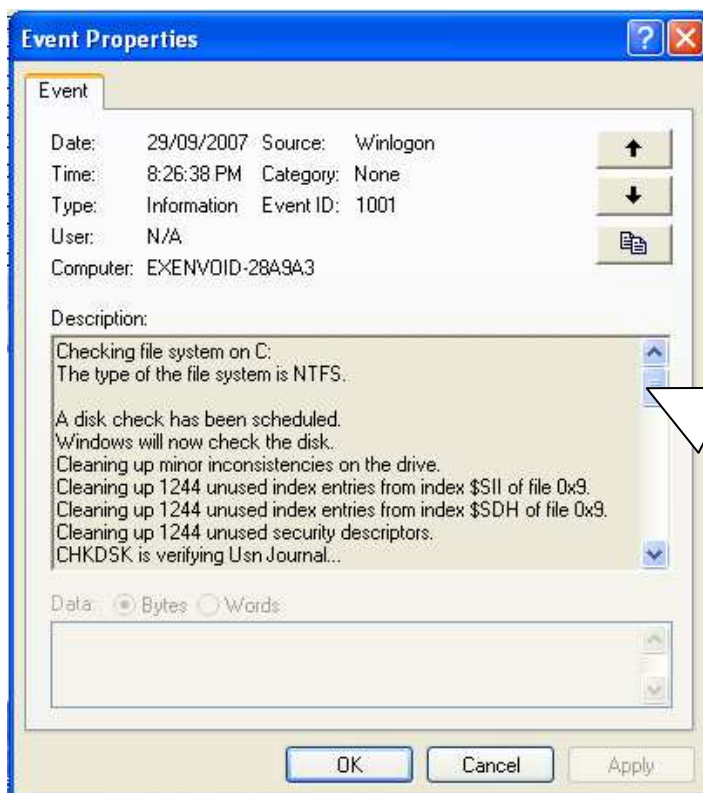 Event Properties
Event
Date: 29/09/2007 Source: Winlogon
Time: 8:26:38 PM Category: None
Type: Information Event ID: 1001
User: N/A
Computer: EXENVOID-28A9A3
Description:
Checking file system on C:
The type of the file system is NTFS.
A disk check has been scheduled.
Windows will now check the disk.
Cleaning up minor inconsistencies on the drive.
Cleaning up 1244 unused index entries from index $SII of file 0x9.
Cleaning up 1244 unused index entries from index $SDH of file 0x9.
Cleaning up 1244 unused security descriptors.
CHKDSK is verifying Usn Journal...
Data: Bytes Words
OK Cancel Apply